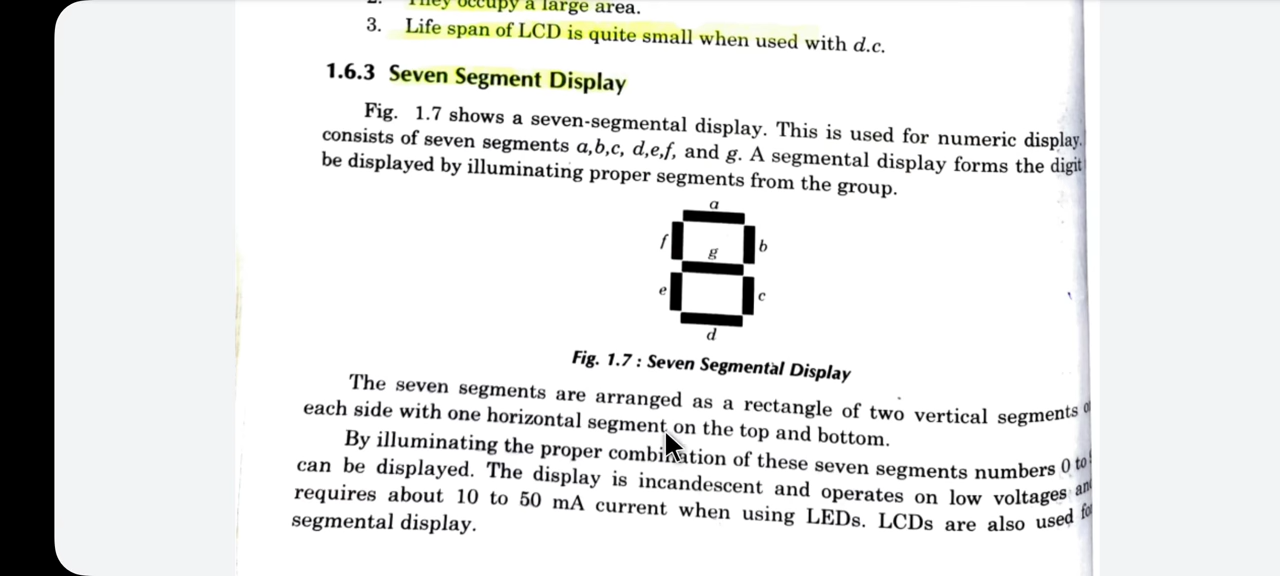 2. They occupy a large area.
3. Life span of LCD is quite small when used with d.c.
1.6.3 Seven Segment Display
Fig. 1.7 shows a seven-segmental display. This is used for numeric display.
consists of seven segments a,b,c, d,e,f, and g. A segmental display forms the digit
be displayed by illuminating proper segments from the group.
a
f
b
g
e
c
d
Fig. 1.7 : Seven Segmental Display
The seven segments are arranged as a rectangle of two vertical segments
each side with one horizontal segment on the top and bottom.
By illuminating the proper combination of these seven segments numbers 0 to
can be displayed. The display is incandescent and operates on low voltages
requires about 10 to 50 mA current when using LEDs. LCDs are also used
segmental display.